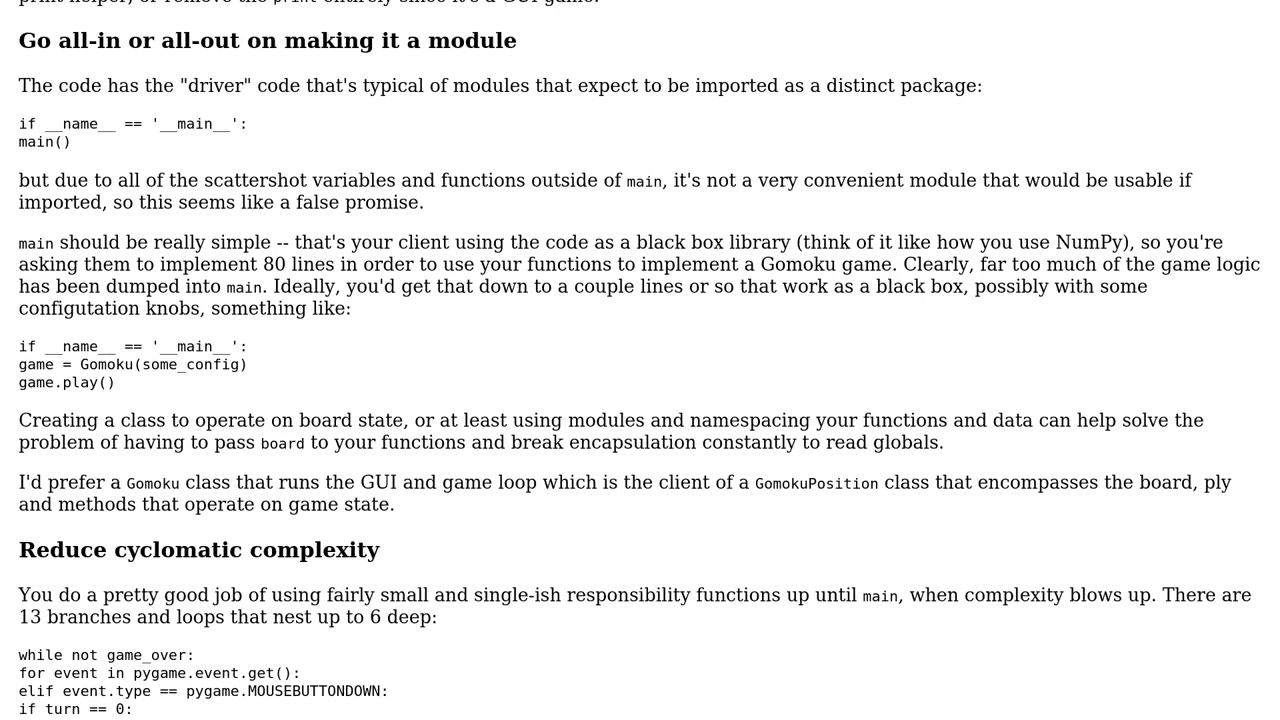 print helper, or remove the print entirely since it's a GUI game.
Go all-in or all-out on making it a module
The code has the "driver" code that's typical of modules that expect to be imported as a distinct package:
if __name__ == '__main__':
main()
but due to all of the scattershot variables and functions outside of main, it's not a very convenient module that would be usable if
imported, so this seems like a false promise.
main should be really simple -- that's your client using the code as a black box library (think of it like how you use NumPy), so you're
asking them to implement 80 lines in order to use your functions to implement a Gomoku game. Clearly, far too much of the game logic
has been dumped into main. Ideally, you'd get that down to a couple lines or so that work as a black box, possibly with some
configutation knobs, something like:
if __name__ == '__main__':
game = Gomoku(some_config)
game.play()
Creating a class to operate on board state, or at least using modules and namespacing your functions and data can help solve the
problem of having to pass board to your functions and break encapsulation constantly to read globals.
I'd prefer a Gomoku class that runs the GUI and game loop which is the client of a GomokuPosition class that encompasses the board, ply
and methods that operate on game state.
Reduce cyclomatic complexity
You do a pretty good job of using fairly small and single-ish responsibility functions up until main, when complexity blows up. There are
13 branches and loops that nest up to 6 deep:
while not game_over:
for event in pygame.event.get():
elif event.type == pygame.MOUSEBUTTONDOWN:
if turn == 0: